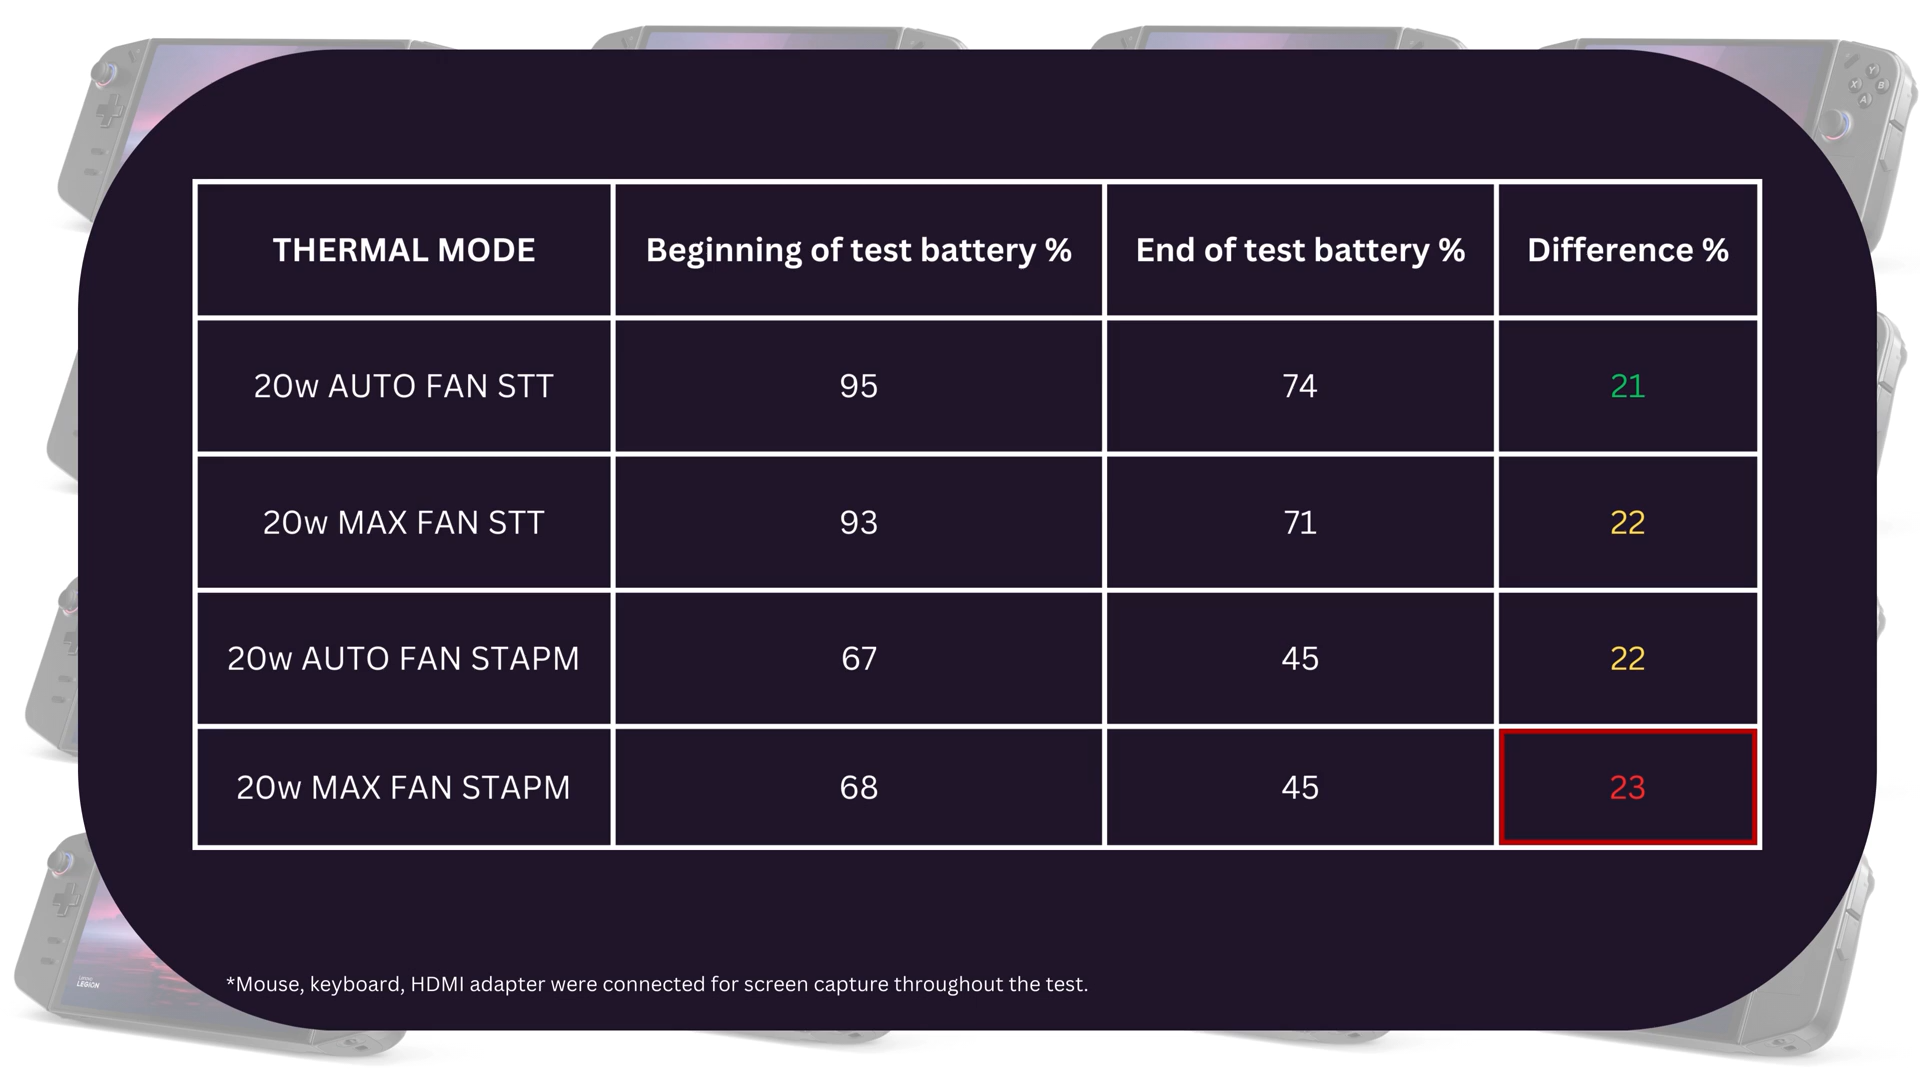 THERMAL MODE Beginning of test battery % End of test battery % Difference %
20w AUTO FAN STT 95 74 21
20w MAX FAN STT 93 71 22
20w AUTO FAN STAPM 67 45 22
20w MAX FAN STAPM 68 45 23
*Mouse, keyboard, HDMI adapter were connected for screen capture throughout the test.
Y
X B
A
LEGION